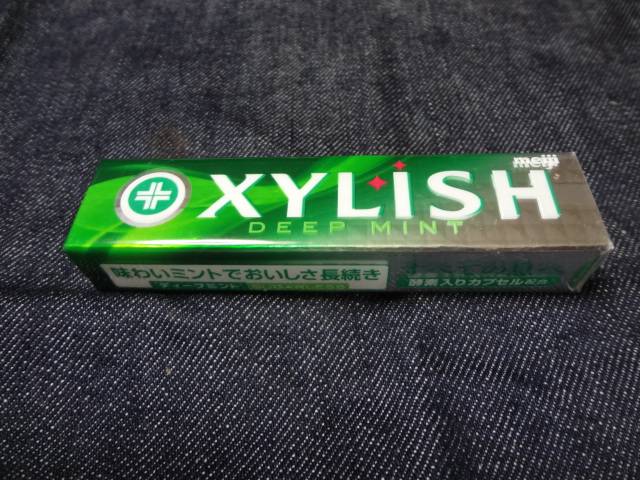 meiji
XYLISH
DEEP MINT
味わいミントでおいしさ長続き
ディープミント SUGARLESS
酵素入りカプセル配合